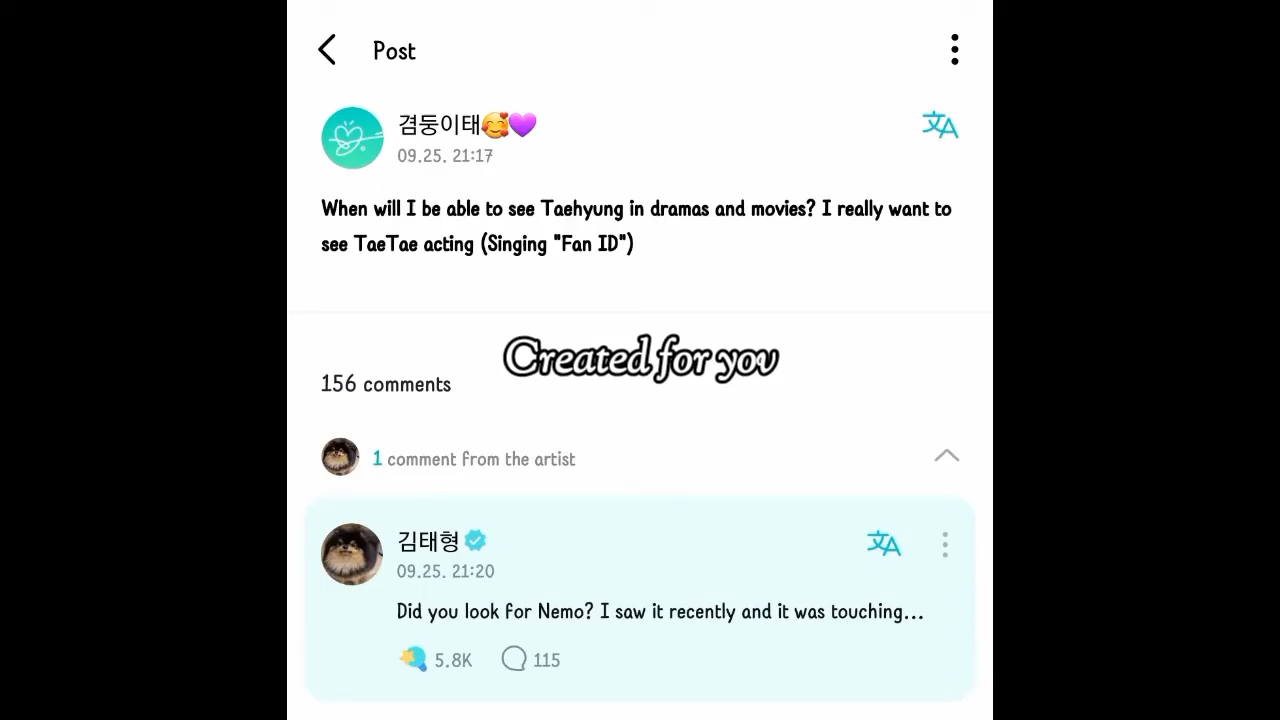 Post
겸둥이태🥰💜
09.25. 21:17
When will I be able to see Taehyung in dramas and movies? I really want to
see TaeTae acting (Singing "Fan ID")
Created for you
156 comments
1 comment from the artist
김태형
09.25. 21:20
Did you look for Nemo? I saw it recently and it was touching...
5.8K 115